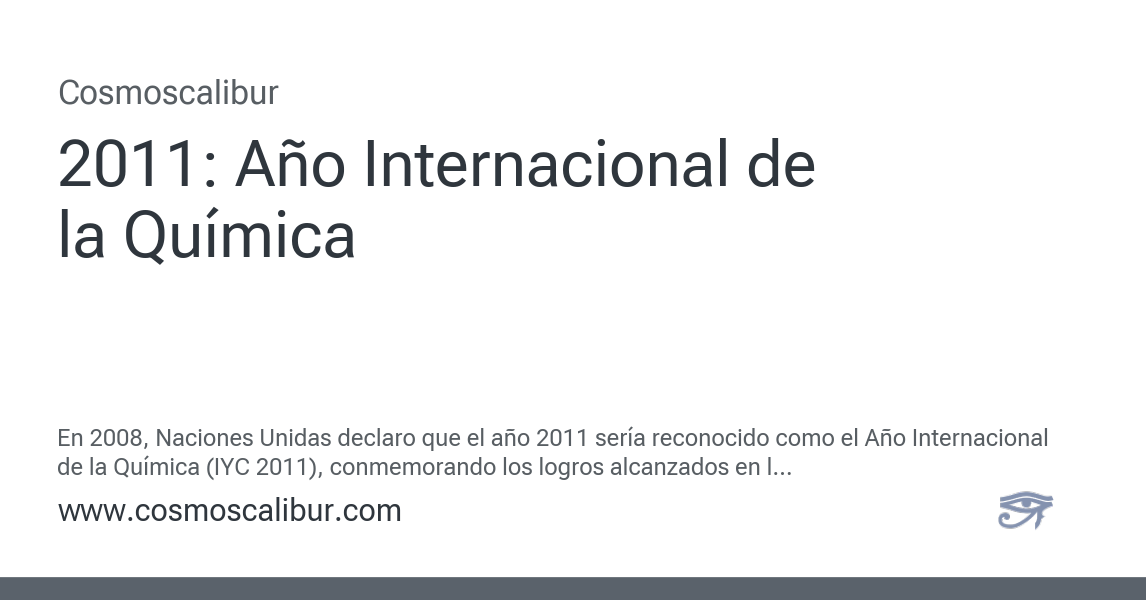 Cosmoscalibur
2011: Año Internacional de
la Química
En 2008, Naciones Unidas declaro que el año 2011 sería reconocido como el Año Internacional
de la Química (IYC 2011), conmemorando los logros alcanzados en l...
www.cosmoscalibur.com